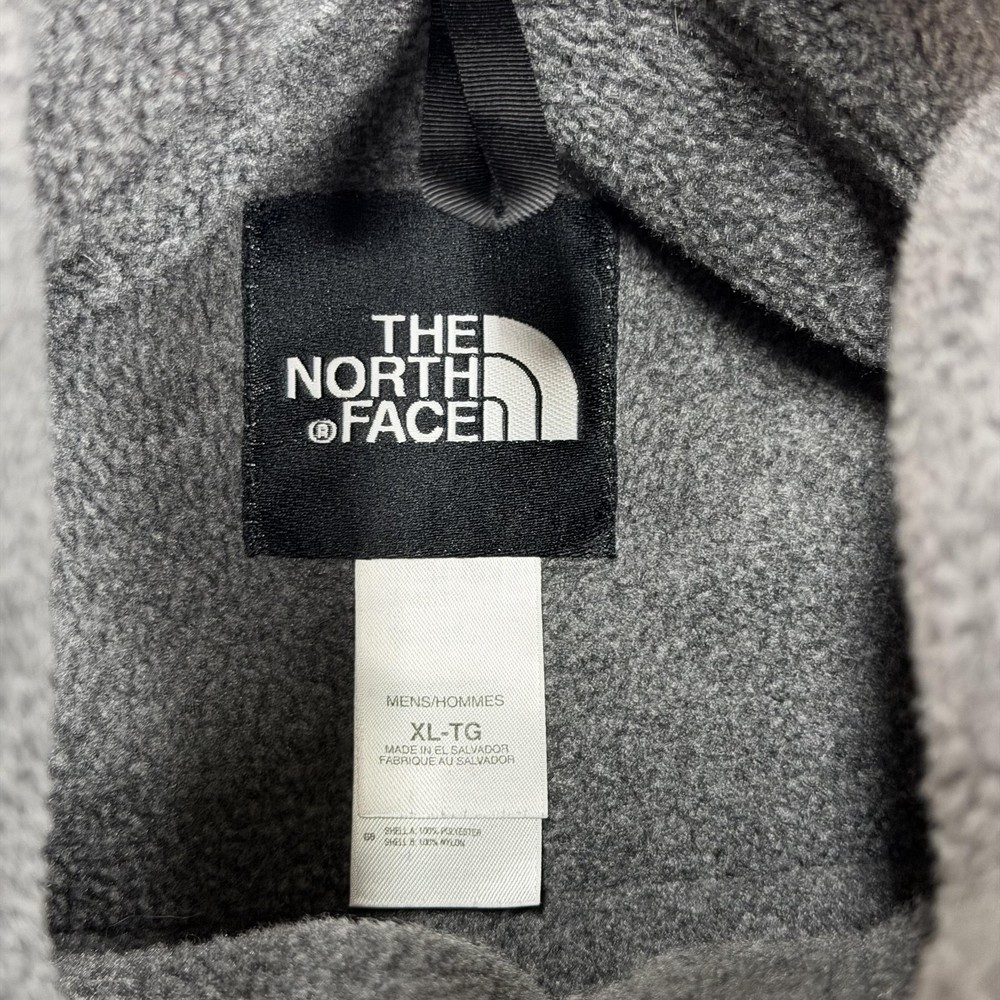 THE
NORTH
®FACE
MENS/HOMMES
XL-TG
MADE IN EL SALVADOR
FABRIQUE AU SALVADOR
GB SHELL A: 100% POLYESTER
SHELL B: 100% NYLON